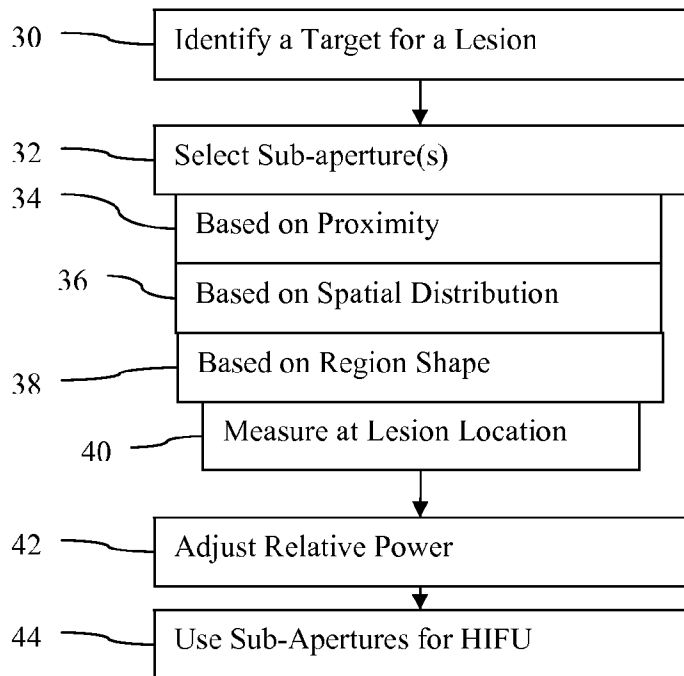 30 Identify a Target for a Lesion
32 Select Sub-aperture(s)
34 Based on Proximity
36 Based on Spatial Distribution
38 Based on Region Shape
40 Measure at Lesion Location
42 Adjust Relative Power
44 Use Sub-Apertures for HIFU